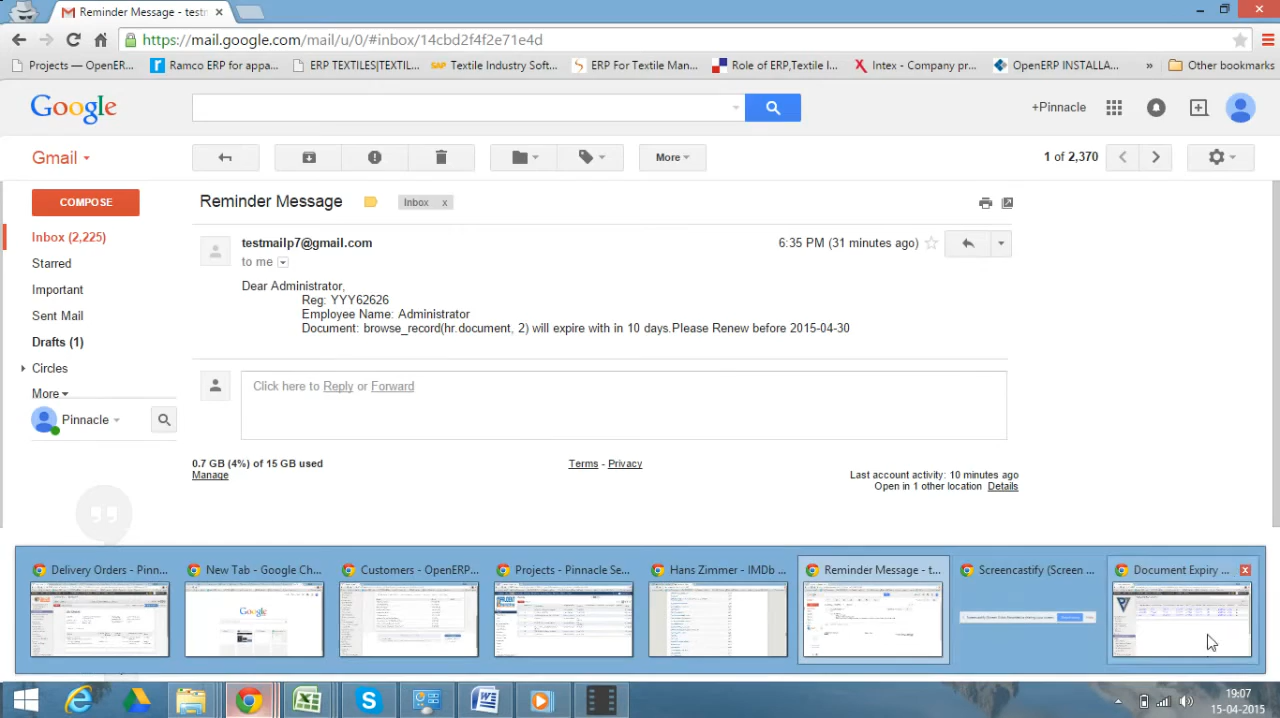 Reminder Message - testn
https://mail.google.com/mail/u/0/#inbox/14cbd2f4f2e71e4d
Projects — OpenER...
Ramco ERP for appa...
ERP TEXTILES|TEXTIL...
SAP Textile Industry Soft...
ERP For Textile Man...
Role of ERP,Textile I...
Intex - Company pr...
OpenERP INSTALLA...
» Other bookmarks
Google
+Pinnacle
Gmail
More
1 of 2,370
COMPOSE
Reminder Message
Inbox x
Inbox (2,225)
Starred
Important
Sent Mail
Drafts (1)
Circles
More
Pinnacle
testmailp7@gmail.com
6:35 PM (31 minutes ago)
to me
Dear Administrator,
Reg: YYY62626
Employee Name: Administrator
Document: browse_record(hr.document, 2) will expire with in 10 days.Please Renew before 2015-04-30
Click here to Reply or Forward
0.7 GB (4%) of 15 GB used
Manage
Terms - Privacy
Last account activity: 10 minutes ago
Open in 1 other location Details
Delivery Orders - Pinn...
New Tab - Google Ch...
Customers - OpenERP...
Projects - Pinnacle Se...
Hans Zimmer - IMDb ...
Reminder Message - t...
Screencastify (Screen ...
Document Expiry ...
19:07
15-04-2015